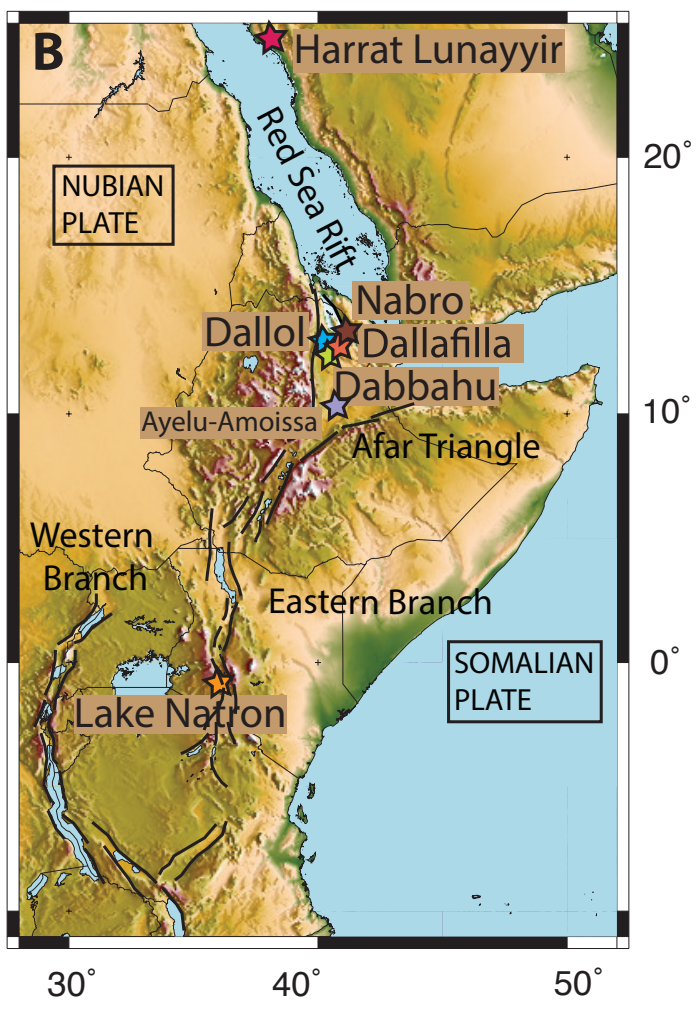 B
Harrat Lunayyir
Red Sea Rift
20°
NUBIAN
PLATE
Nabro
Dallol
Dallafilla
Dabbahu
10°
Ayelu-Amoissa
Afar Triangle
Western
Branch
Eastern Branch
0°
SOMALIAN
PLATE
Lake Natron
30°
40°
50°